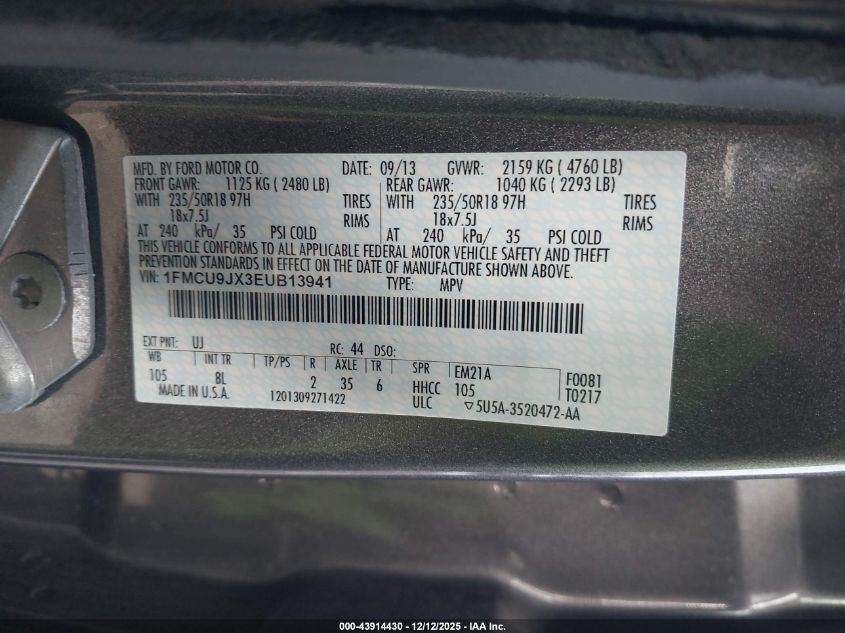 MFD. BY FORD MOTOR CO. DATE: 09/13 GVWR: 2159 KG ( 4760 LB)
FRONT GAWR: 1125 KG ( 2480 LB) REAR GAWR: 1040 KG ( 2293 LB)
WITH 235/50R18 97H TIRES WITH 235/50R18 97H TIRES
18x7.5J RIMS 18x7.5J RIMS
AT 240 kPa/ 35 PSI COLD AT 240 kPa/ 35 PSI COLD
THIS VEHICLE CONFORMS TO ALL APPLICABLE FEDERAL MOTOR VEHICLE SAFETY AND THEFT
PREVENTION STANDARDS IN EFFECT ON THE DATE OF MANUFACTURE SHOWN ABOVE.
VIN: 1FMCU9JX3EUB13941 TYPE: MPV
EXT PNT: UJ RC: 44 DSO:
WB INT TR TP/PS R AXLE TR SPR EM21A
105 BL 2 35 6 HHCC 105 F0081
MADE IN U.S.A. 1201309271422 ULC ▽5U5A-3520472-AA T0217
000-43914430 - 12/12/2025 - IAA Inc.